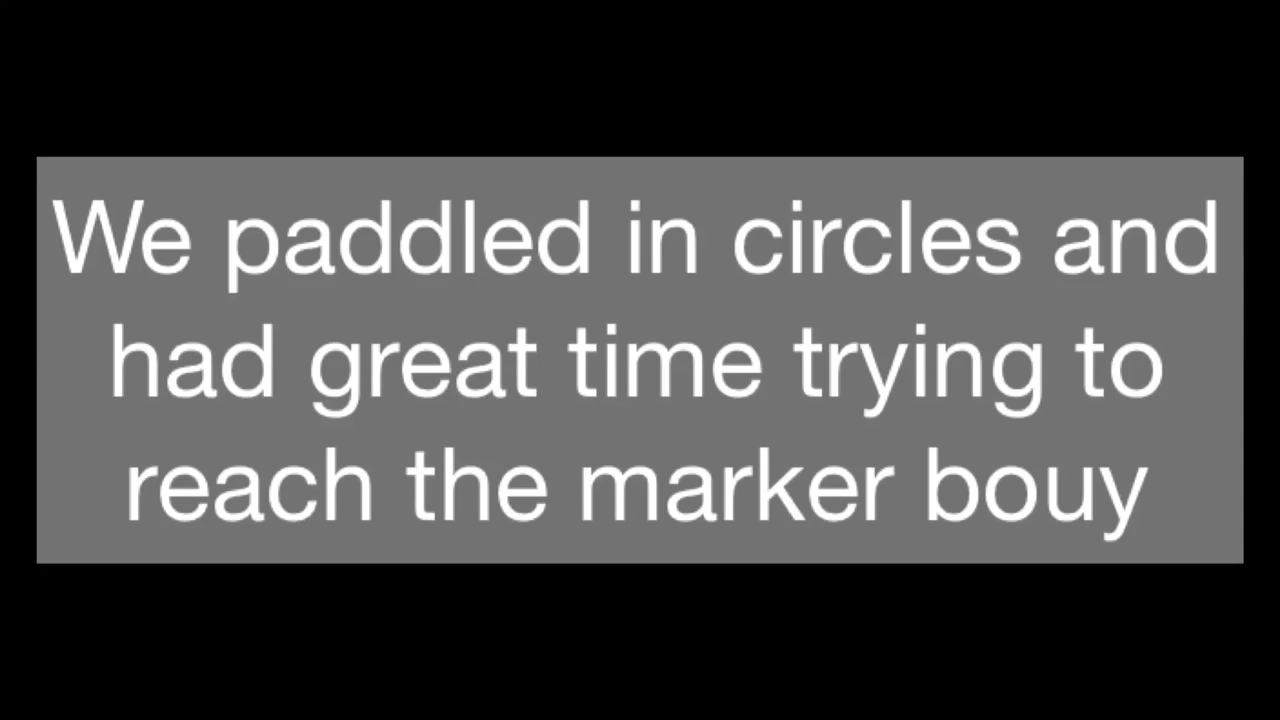 We paddled in circles and
had great time trying to
reach the marker bouy